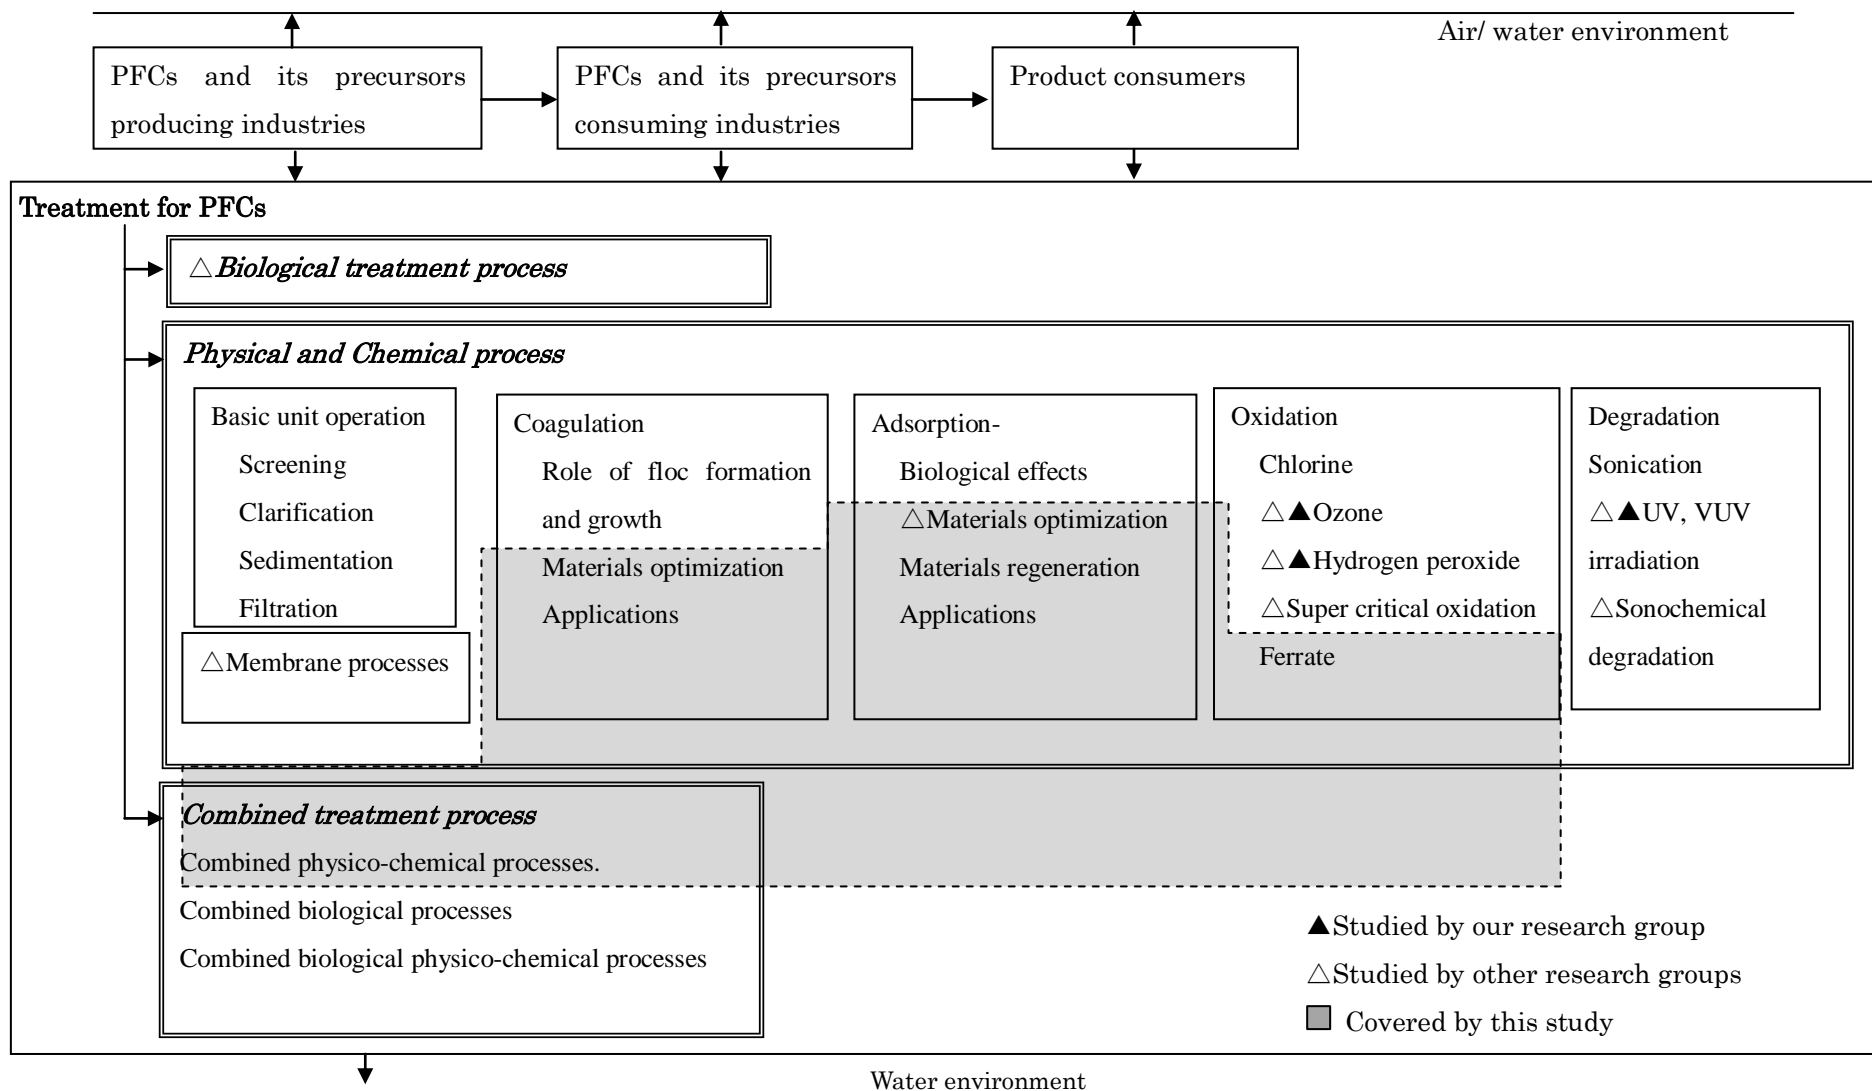 Air/ water environment
PFCs and its precursors
producing industries
PFCs and its precursors
consuming industries
Product consumers
Treatment for PFCs
△Biological treatment process
Physical and Chemical process
Basic unit operation
Screening
Clarification
Sedimentation
Filtration
△Membrane processes
Coagulation
Role of floc formation
and growth
Materials optimization
Applications
Adsorption-
Biological effects
△Materials optimization
Materials regeneration
Applications
Oxidation
Chlorine
△▲Ozone
△▲Hydrogen peroxide
△Super critical oxidation
Ferrate
Degradation
Sonication
△▲UV, VUV
irradiation
△Sonochemical
degradation
Combined treatment process
Combined physico-chemical processes.
Combined biological processes
Combined biological physico-chemical processes
▲Studied by our research group
△Studied by other research groups
Covered by this study
Water environment